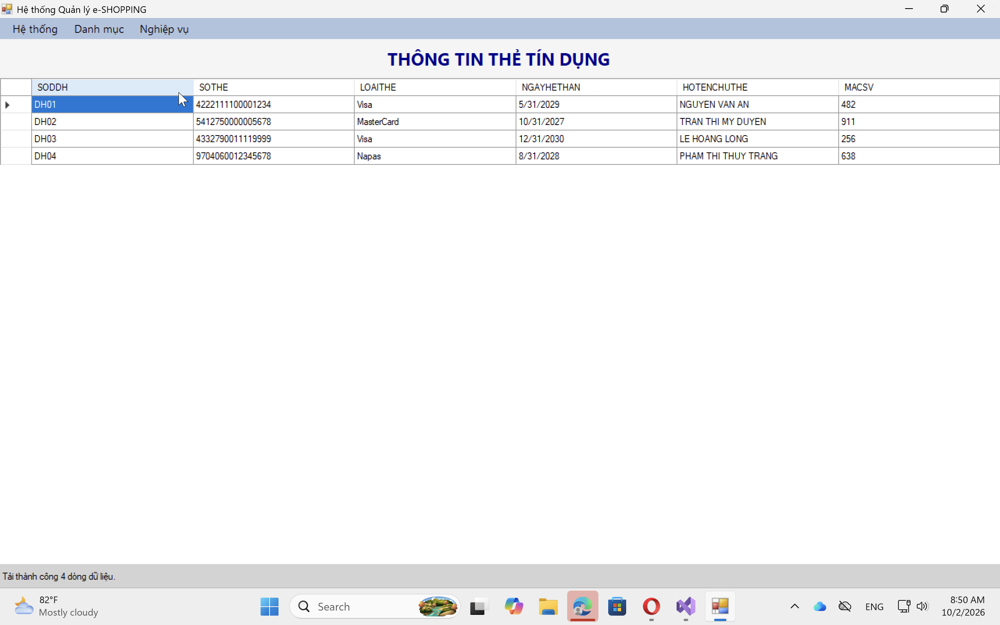 Hệ thống Quản lý e-SHOPPING
Hệ thống Danh mục Nghiệp vụ
THÔNG TIN THẺ TÍN DỤNG
SODDH SOTHE LOAITHE NGAYHETHAN HOTENCHUTHE MACSV
DH01 4222111100001234 Visa 5/31/2029 NGUYEN VAN AN 482
DH02 5412750000005678 MasterCard 10/31/2027 TRAN THI MY DUYEN 911
DH03 4332790011119999 Visa 12/31/2030 LE HOANG LONG 256
DH04 9704060012345678 Napas 8/31/2028 PHAM THI THUY TRANG 638
Tải thành công 4 dòng dữ liệu.
82°F
Mostly cloudy
Search
ENG
8:50 AM
10/2/2026